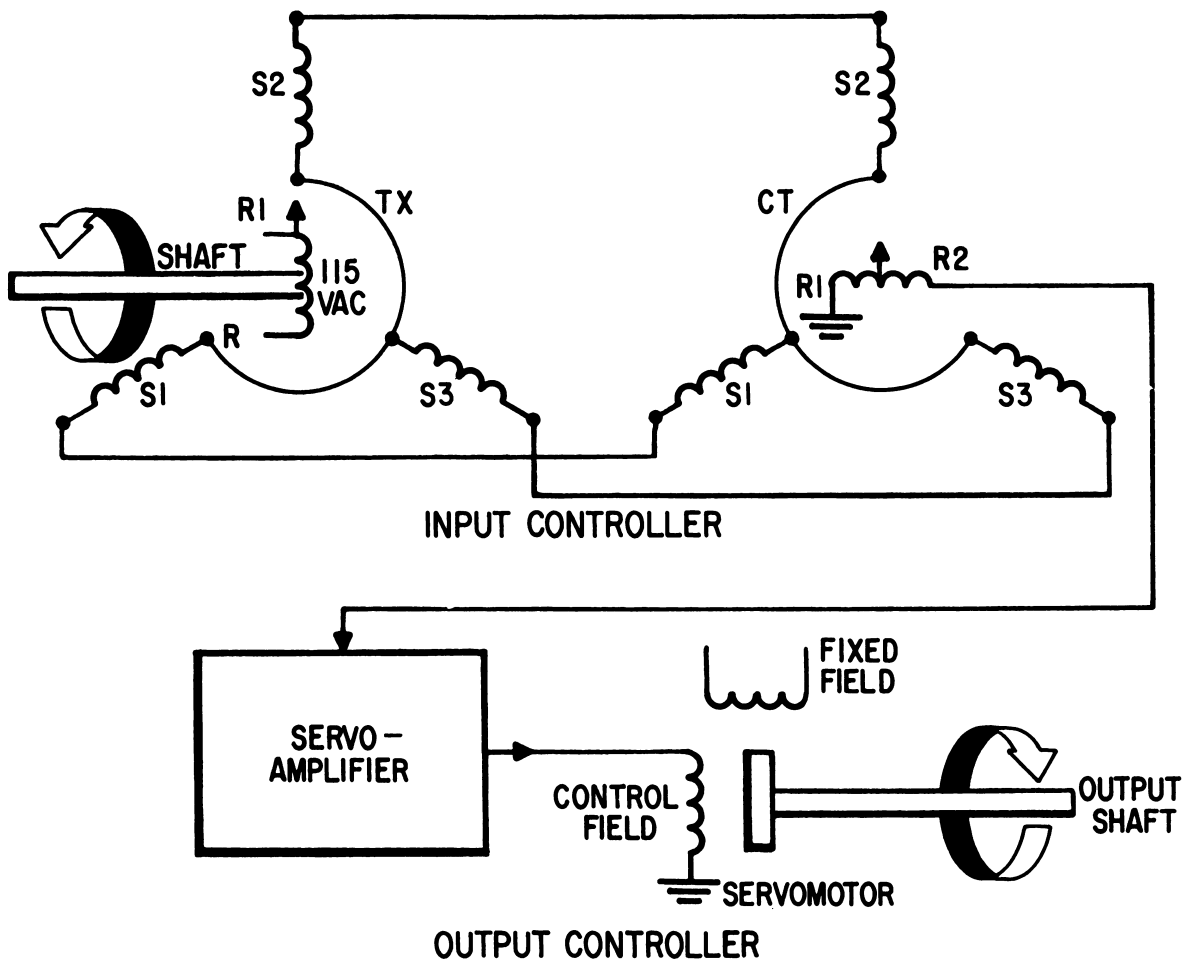 S2
S2
R1
TX
CT
SHAFT
115
VAC
R2
R1
R
S1
S3
S1
S3
INPUT CONTROLLER
FIXED
FIELD
SERVO-
AMPLIFIER
CONTROL
FIELD
OUTPUT
SHAFT
SERVOMOTOR
OUTPUT CONTROLLER